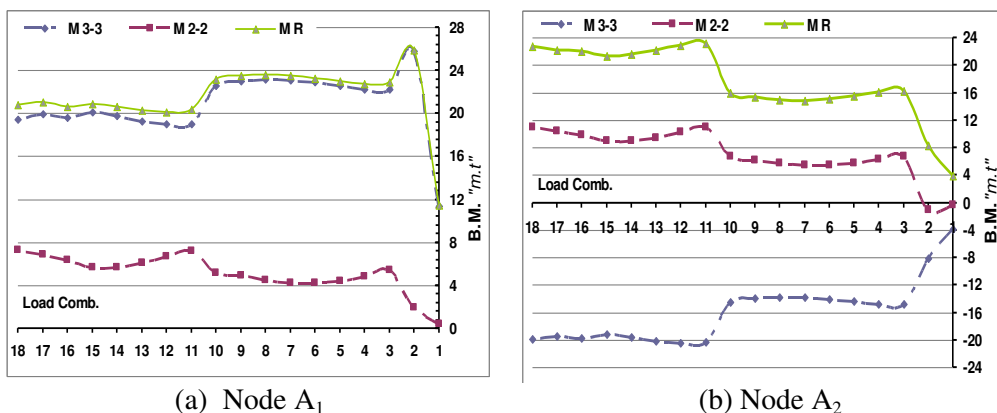 M 3-3 M 2-2 M R
28
24
20
16
12
8
4
0
B.M. "m.t"
Load Comb.
18 17 16 15 14 13 12 11 10 9 8 7 6 5 4 3 2 1
(a) Node A1
M 3-3 M 2-2 M R
24
20
16
12
8
4
0
-4
-8
-12
-16
-20
-24
B.M. "m.t"
Load Comb.
18 17 16 15 14 13 12 11 10 9 8 7 6 5 4 3 2 1
(b) Node A2